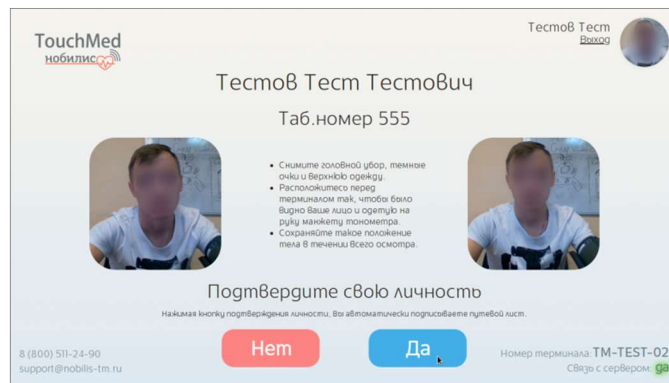 TouchMed
нобилис
Тестов Тест
Выход
Тестов Тест Тестович
Таб.номер 555
• Снимите головной убор, темные
очки и верхнюю одежду.
• Расположитесь перед
терминалом так, чтобы было
видно ваше лицо и одетую на
руку манжету тонометра.
• Сохраняйте такое положение
тела в течении всего осмотра.
Подтвердите свою личность
Нажимая кнопку подтверждения личности, Вы автоматически подписываете путевой лист.
Нет
Да
8 (800) 511-24-90
support@nobilis-tm.ru
Номер терминала: TM-TEST-02
Связь с сервером: да